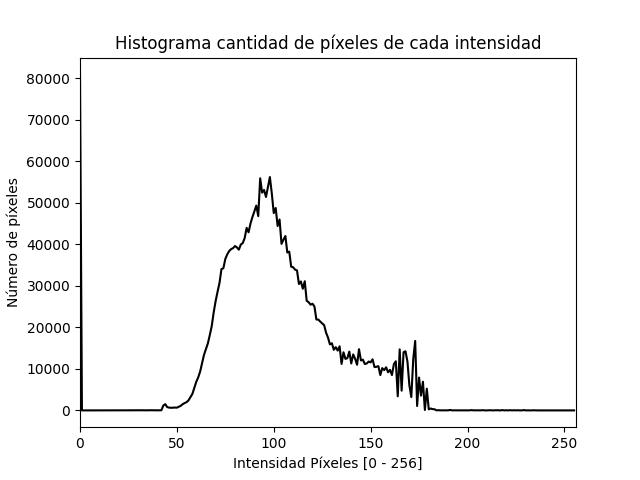 Histograma cantidad de píxeles de cada intensidad
80000
70000
60000
50000
40000
30000
20000
10000
0
Número de píxeles
0 50 100 150 200 250
Intensidad Píxeles [0 - 256]